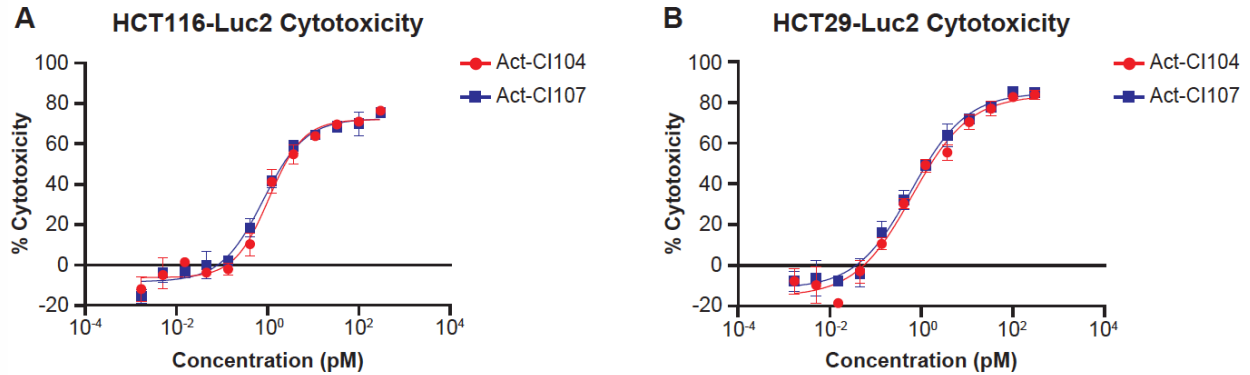 A
HCT116-Luc2 Cytotoxicity
% Cytotoxicity
100
80
60
40
20
0
-20
10-4
10-2
100
102
104
Concentration (pM)
Act-CI104
Act-CI107
B
HCT29-Luc2 Cytotoxicity
% Cytotoxicity
100
80
60
40
20
0
-20
10-4
10-2
100
102
104
Concentration (pM)
Act-CI104
Act-CI107